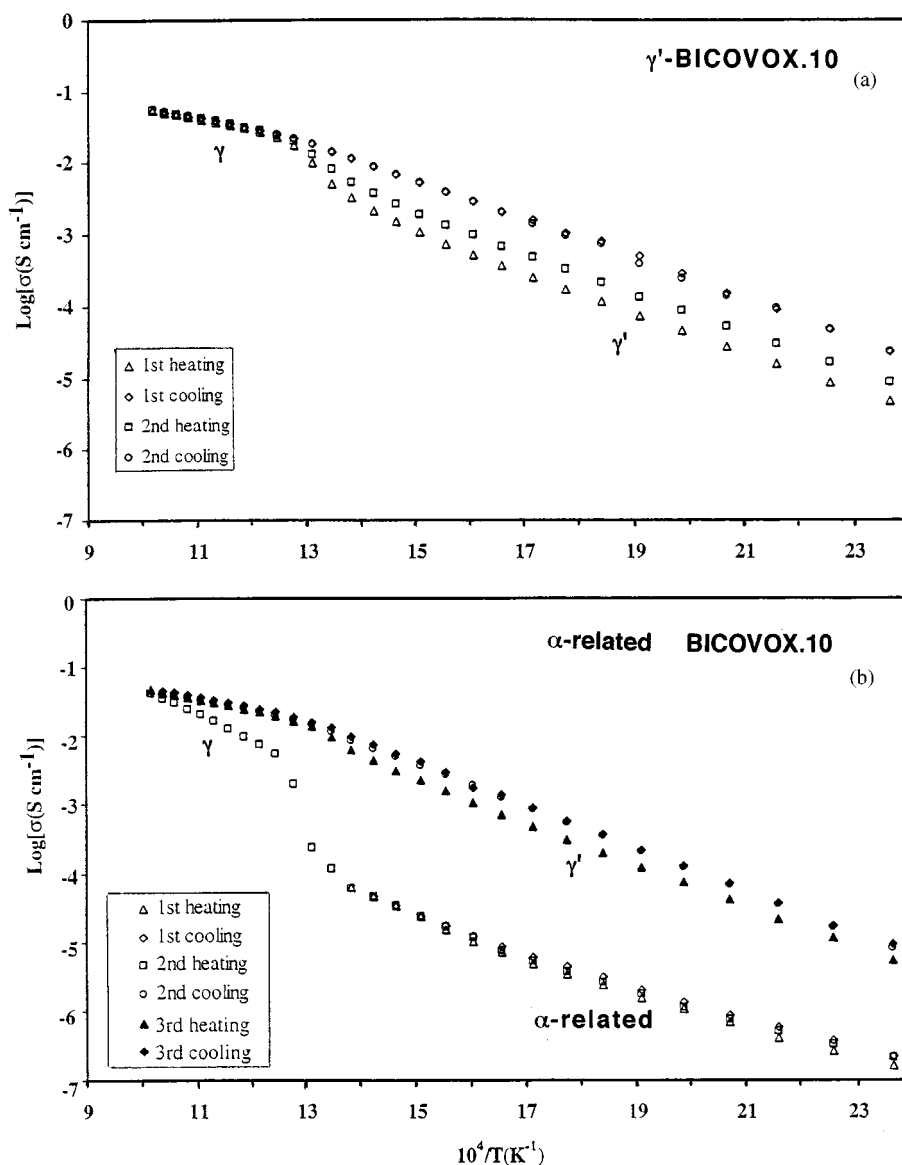 0
-1
-2
-3
-4
-5
-6
-7
Log[σ(S cm⁻¹)]
γ'-BICOVOX.10
(a)
γ
γ'
1st heating
1st cooling
2nd heating
2nd cooling
9 11 13 15 17 19 21 23
0
-1
-2
-3
-4
-5
-6
-7
Log[σ(S cm⁻¹)]
α-related BICOVOX.10
(b)
γ
γ'
α-related
1st heating
1st cooling
2nd heating
2nd cooling
3rd heating
3rd cooling
9 11 13 15 17 19 21 23
10⁴/T(K⁻¹)